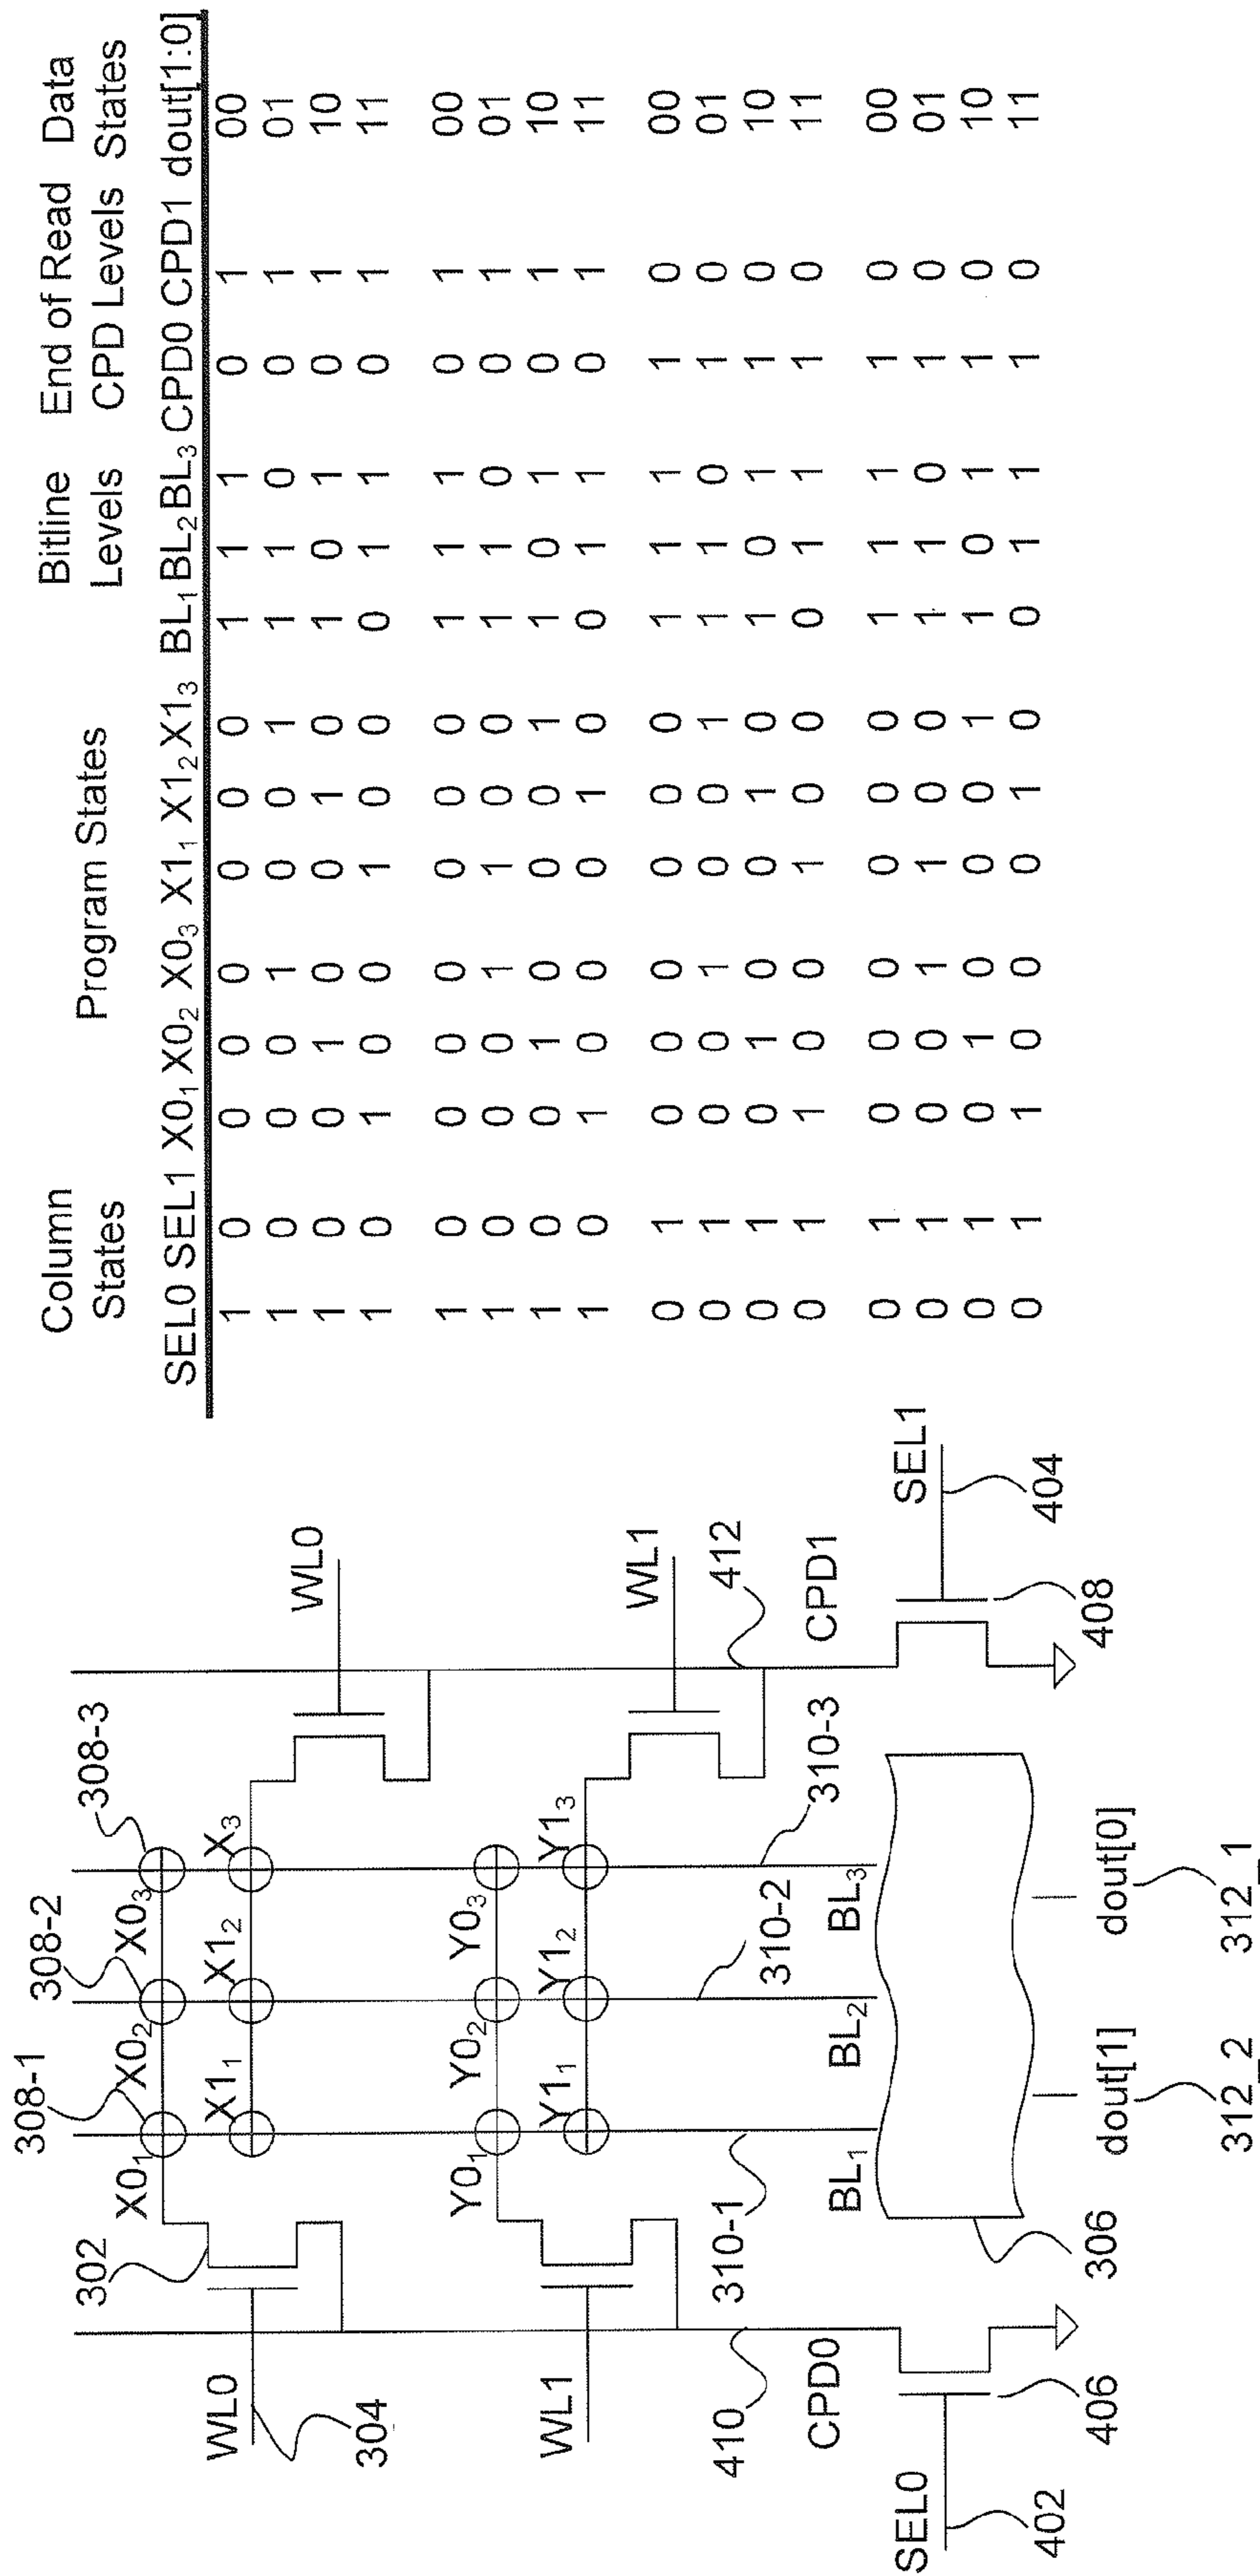 308-1
308-2
308-3
302
X0₁ X0₂ X0₃
X1₁ X1₂ X₃
WL0
WL0
304
Y0₁ Y0₂ Y0₃
Y1₁ Y1₂ Y1₃
WL1
WL1
410
310-1
310-2
310-3
412
CPD0
BL₁ BL₂ BL₃
CPD1
SEL0
SEL1
402
406
306
dout[1]
dout[0]
312_2
312_1
408
404
Column Bitline End of Read Data
States Program States Levels CPD Levels States
SEL0 SEL1 X0₁ X0₂ X0₃ X1₁ X1₂ X1₃ BL₁ BL₂ BL₃ CPD0 CPD1 dout[1:0]
1 0 0 0 0 0 0 0 1 1 1 0 1 00
1 0 0 0 1 0 0 1 1 1 0 0 1 01
1 0 0 1 0 0 1 0 1 0 1 0 1 10
1 0 1 0 0 1 0 0 0 1 1 0 1 11
1 0 0 0 0 0 0 0 1 1 1 0 1 00
1 0 0 0 1 1 0 0 1 1 0 0 1 01
1 0 0 1 0 0 0 1 1 0 1 0 1 10
1 0 1 0 0 0 1 0 0 1 1 0 1 11
0 1 0 0 0 0 0 0 1 1 1 1 0 00
0 1 0 0 1 0 0 1 1 1 0 1 0 01
0 1 0 1 0 0 1 0 1 0 1 1 0 10
0 1 1 0 0 1 0 0 0 1 1 1 0 11
0 1 0 0 0 0 0 0 1 1 1 1 0 00
0 1 0 0 1 1 0 0 1 1 0 1 0 01
0 1 0 1 0 0 0 1 1 0 1 1 0 10
0 1 1 0 0 0 1 0 0 1 1 1 0 11